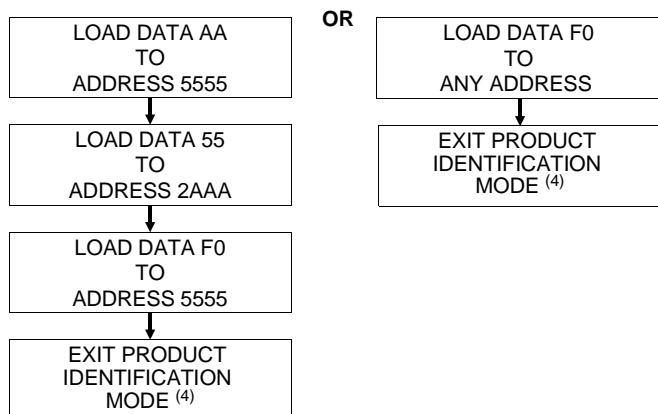 LOAD DATA AA
TO
ADDRESS 5555
LOAD DATA 55
TO
ADDRESS 2AAA
LOAD DATA F0
TO
ADDRESS 5555
EXIT PRODUCT
IDENTIFICATION
MODE (4)
OR
LOAD DATA F0
TO
ANY ADDRESS
EXIT PRODUCT
IDENTIFICATION
MODE (4)